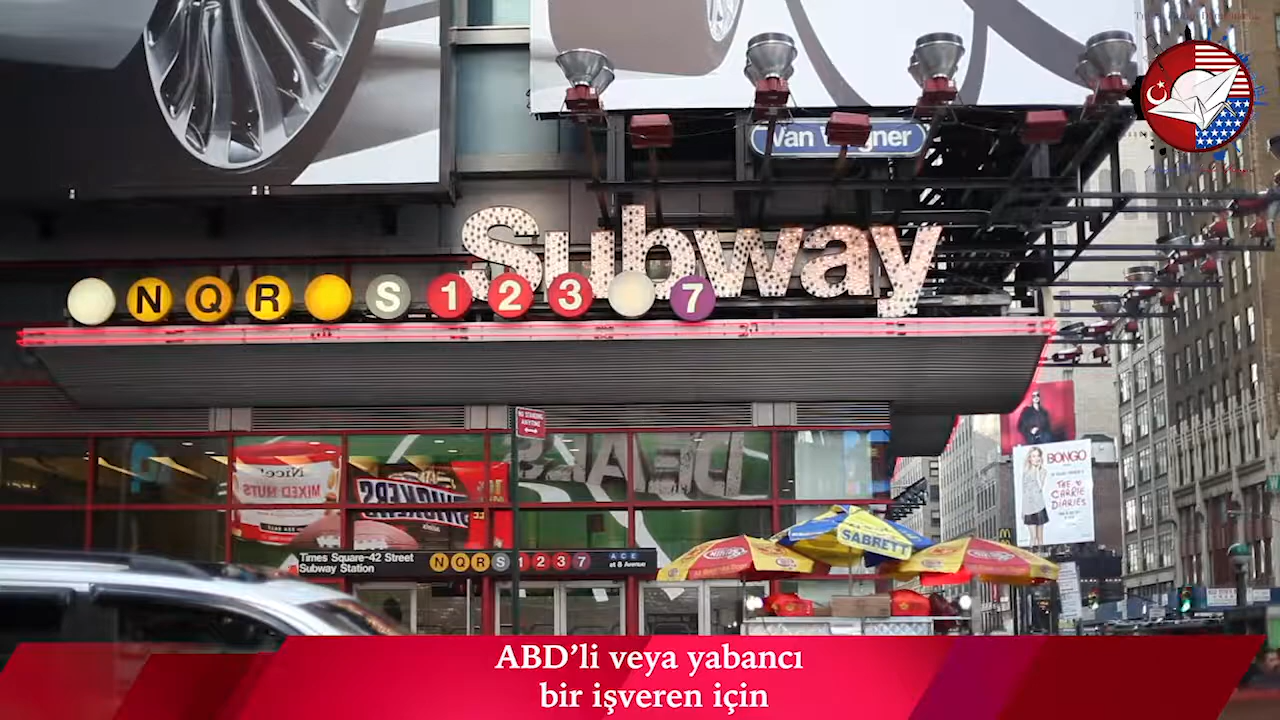 Van Wagner
Subway
N Q R S 1 2 3 7
NO STANDING
ANYTIME
Nice!
MIXED NUTS
SNICKERS
DEALS
Times Square-42 Street
Subway Station
N Q R S 1 2 3 7
A C E
at 8 Avenue
SABRETT
BONGO
THE
CARRIE
DIARIES
ABD’li veya yabancı
bir işveren için